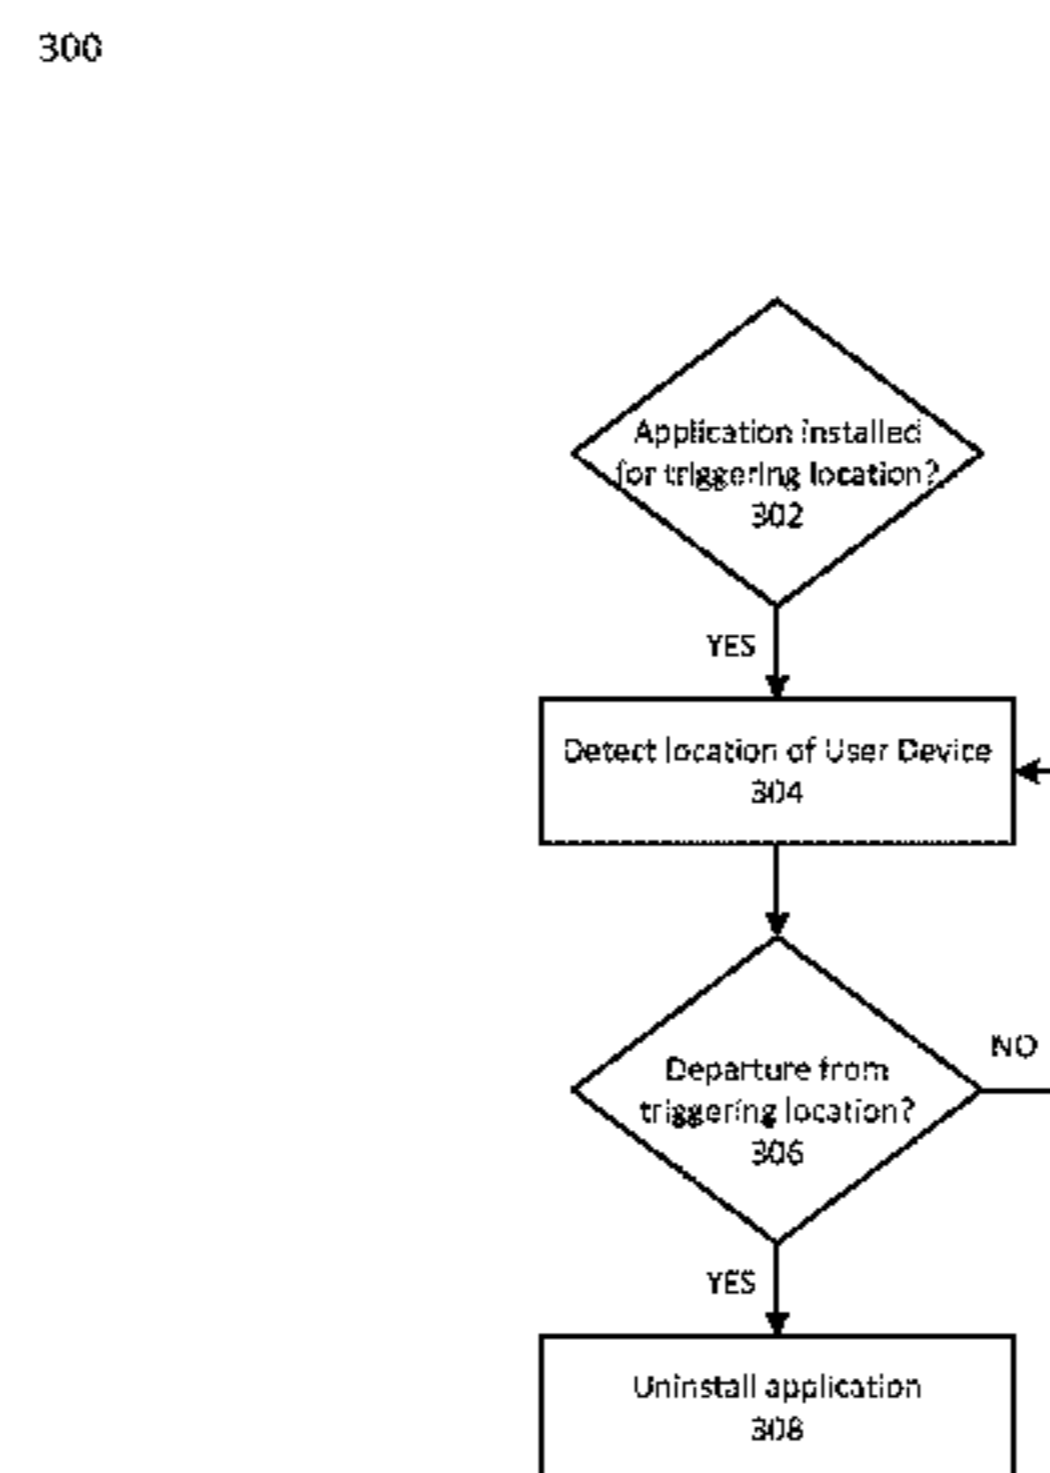 300
Application installed
for triggering location?
302
YES
Detect location of User Device
304
Departure from
triggering location?
306
NO
YES
Uninstall application
308